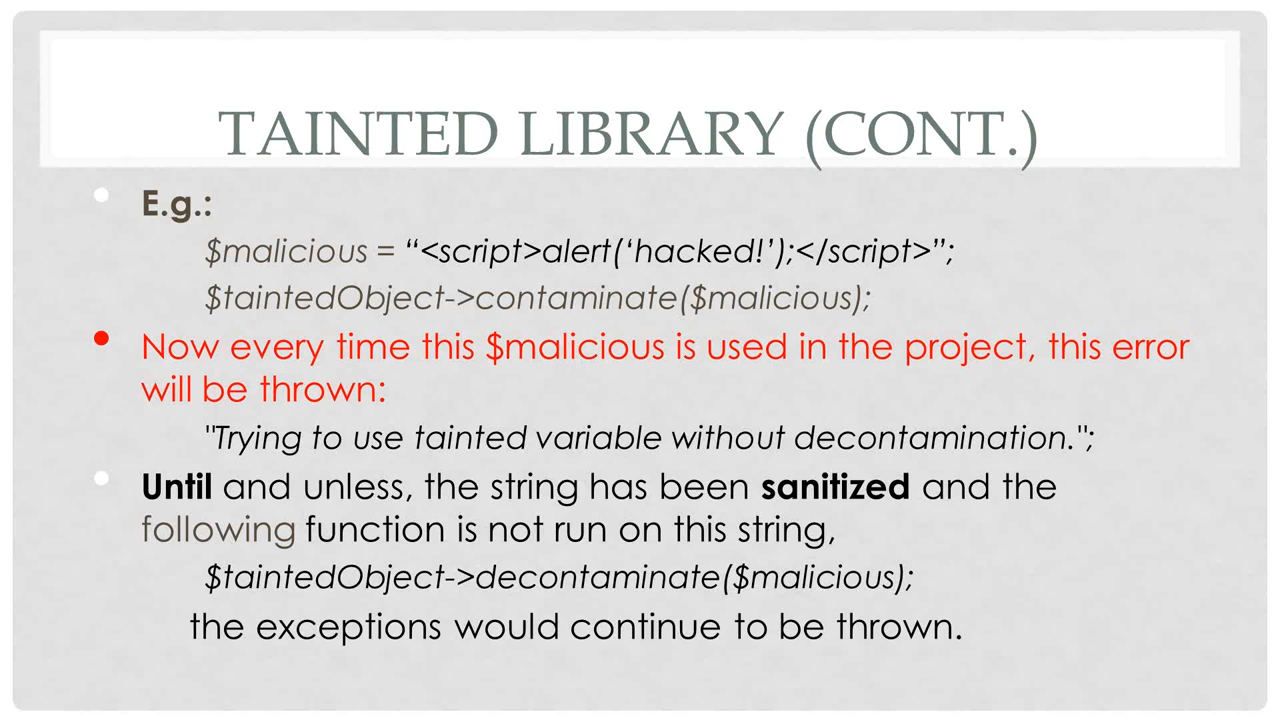 TAINTED LIBRARY (CONT.)
• E.g.:
$malicious = “<script>alert(‘hacked!’);</script>”;
$taintedObject->contaminate($malicious);
• Now every time this $malicious is used in the project, this error
will be thrown:
"Trying to use tainted variable without decontamination.";
• Until and unless, the string has been sanitized and the
following function is not run on this string,
$taintedObject->decontaminate($malicious);
the exceptions would continue to be thrown.